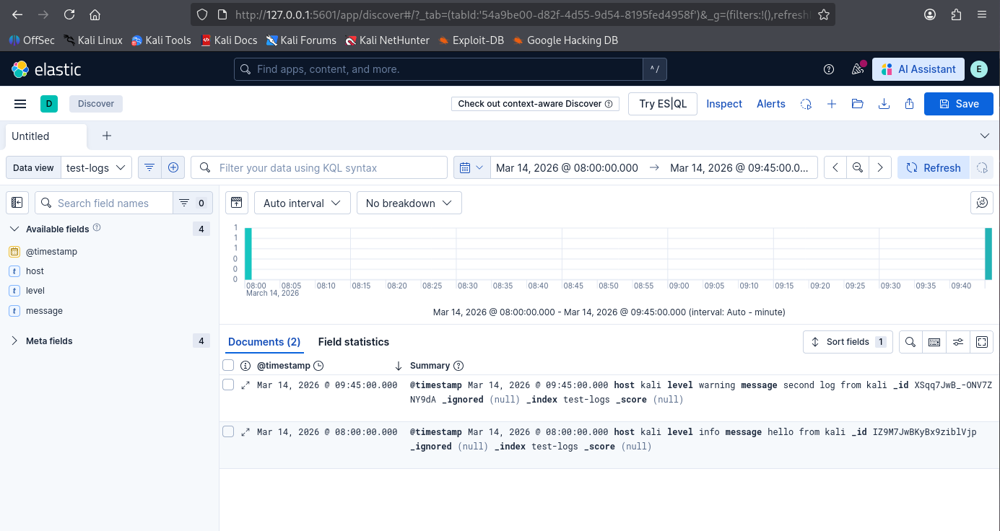 http://127.0.0.1:5601/app/discover#/?_tab=(tabId:'54a9be00-d82f-4d55-9d54-8195fed4958f')&_g=(filters:!(),refresh
OffSec Kali Linux Kali Tools Kali Docs Kali Forums Kali NetHunter Exploit-DB Google Hacking DB
elastic Find apps, content, and more. ^/ AI Assistant E
D Discover Check out context-aware Discover Try ES|QL Inspect Alerts Save
Untitled
Data view test-logs Filter your data using KQL syntax Mar 14, 2026 @ 08:00:00.000 → Mar 14, 2026 @ 09:45:00.0... Refresh
Search field names 0 Auto interval No breakdown
Available fields 4
@timestamp
t host
t level
t message
Meta fields 4
1
1
1
0
0
0
08:00 08:05 08:10 08:15 08:20 08:25 08:30 08:35 08:40 08:45 08:50 08:55 09:00 09:05 09:10 09:15 09:20 09:25 09:30 09:35 09:40
March 14, 2026
Mar 14, 2026 @ 08:00:00.000 - Mar 14, 2026 @ 09:45:00.000 (interval: Auto - minute)
Documents (2) Field statistics Sort fields 1
@timestamp Summary
Mar 14, 2026 @ 09:45:00.000 @timestamp Mar 14, 2026 @ 09:45:00.000 host kali level warning message second log from kali _id XSqq7JwB_-ONV7Z
NY9dA _ignored (null) _index test-logs _score (null)
Mar 14, 2026 @ 08:00:00.000 @timestamp Mar 14, 2026 @ 08:00:00.000 host kali level info message hello from kali _id IZ9M7JwBKyBx9ziblVjp
_ignored (null) _index test-logs _score (null)